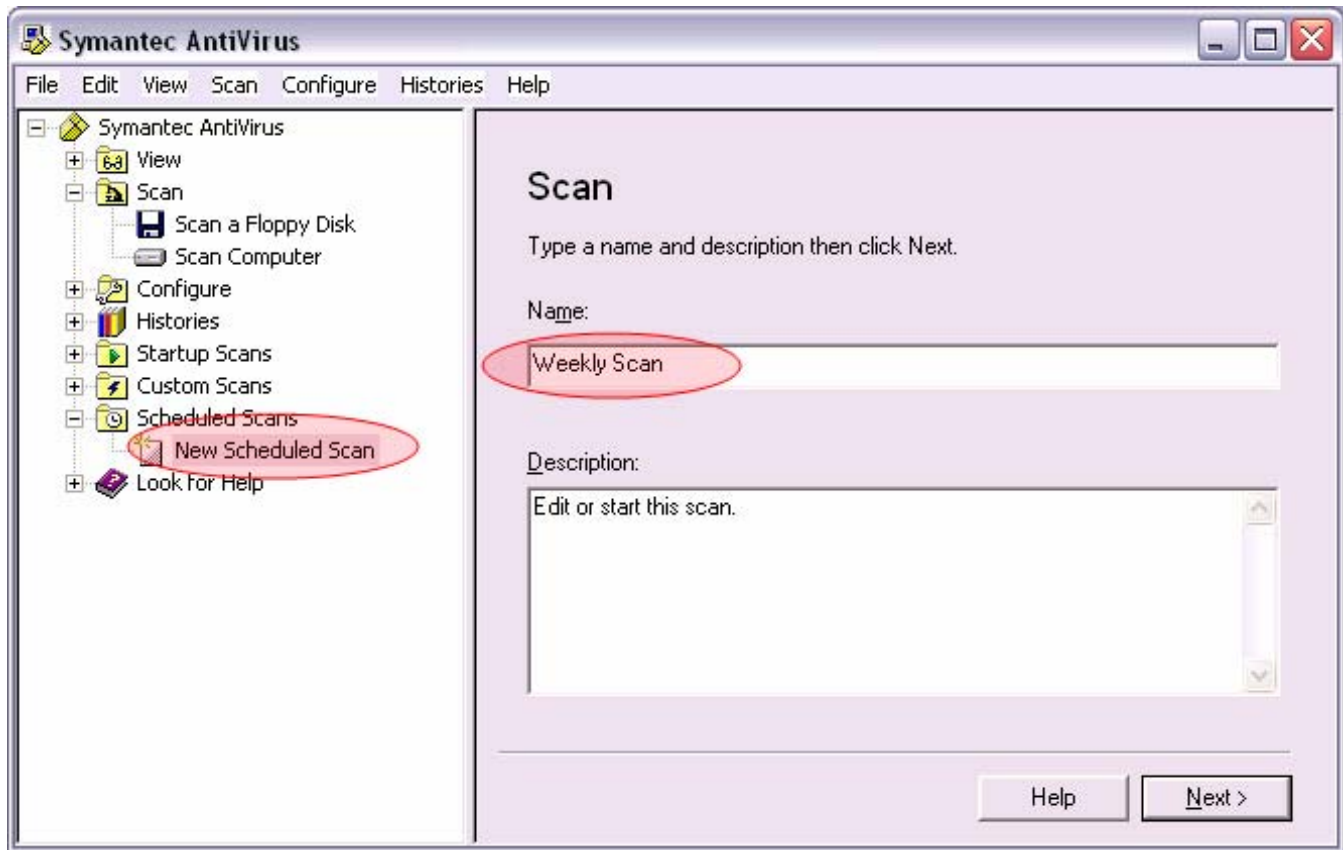 Symantec AntiVirus
File Edit View Scan Configure Histories Help
Symantec AntiVirus
View
Scan
Scan a Floppy Disk
Scan Computer
Configure
Histories
Startup Scans
Custom Scans
Scheduled Scans
New Scheduled Scan
Look for Help
Scan
Type a name and description then click Next.
Name:
Weekly Scan
Description:
Edit or start this scan.
Help
Next >